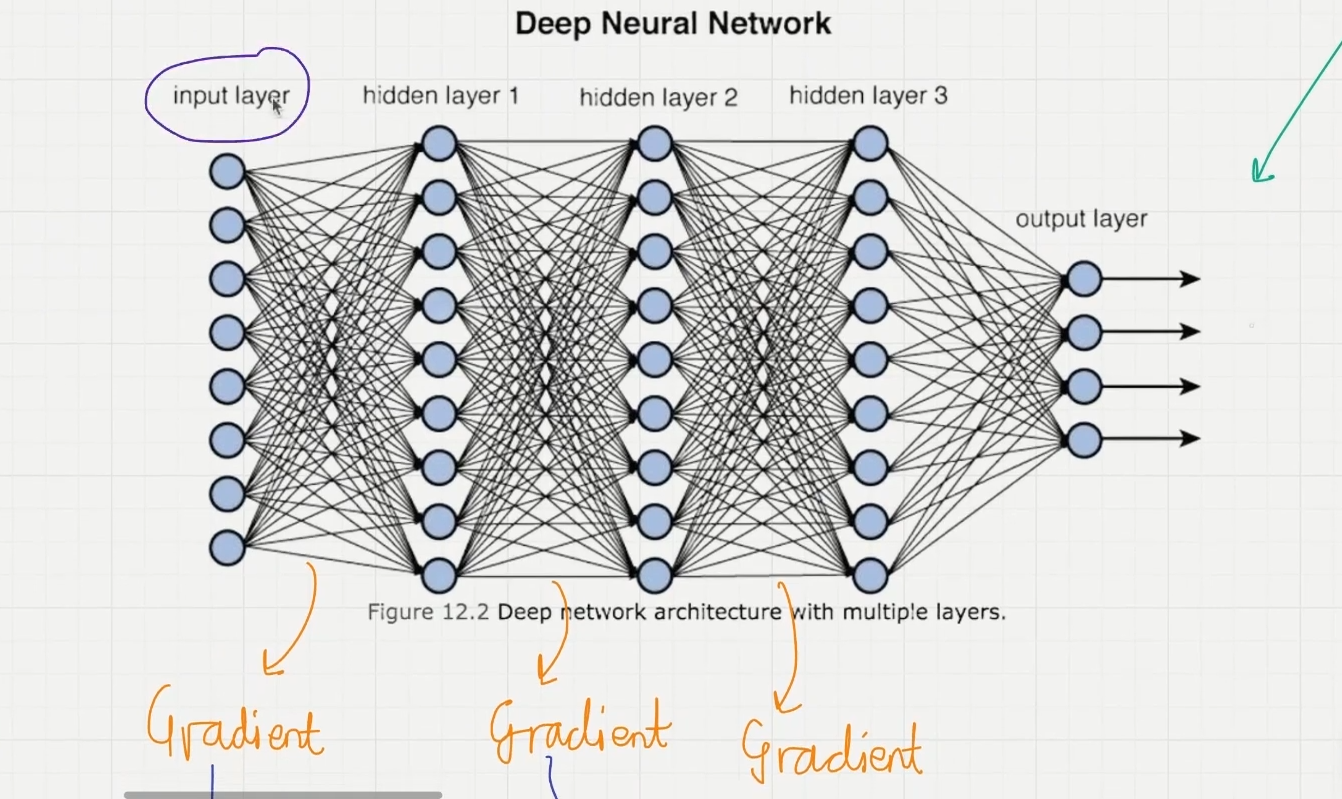 Deep Neural Network
input layer
hidden layer 1
hidden layer 2
hidden layer 3
output layer
Figure 12.2 Deep network architecture with multiple layers.
Gradient
Gradient
Gradient